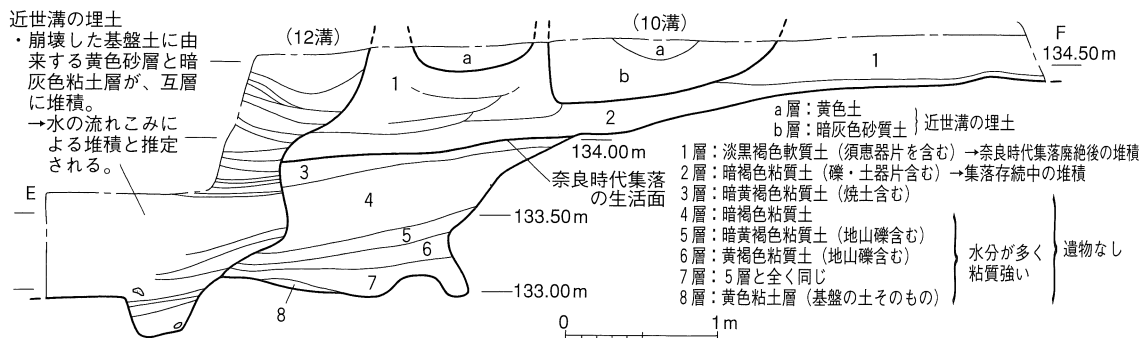 近世溝の埋土
・崩壊した基盤土に由
来する黄色砂層と暗
灰色粘土層が、互層
に堆積。
→水の流れこみに
よる堆積と推定
される。
(12溝)
(10溝)
F
134.50m
a
a
1
b
1
2
a層：黄色土
b層：暗灰色砂質土
近世溝の埋土
134.00m
3
奈良時代集落
の生活面
1層：淡黒褐色軟質土（須恵器片を含む）→奈良時代集落廃絶後の堆積
2層：暗褐色粘質土（礫・土器片含む）→集落存続中の堆積
3層：暗黄褐色粘質土（焼土含む）
4層：暗褐色粘質土
5層：暗黄褐色粘質土（地山礫含む）
6層：黄褐色粘質土（地山礫含む）
7層：5層と全く同じ
8層：黄色粘土層（基盤の土そのもの）
水分が多く
粘質強い
遺物なし
E
4
133.50m
5
6
7
133.00m
8
0
1m